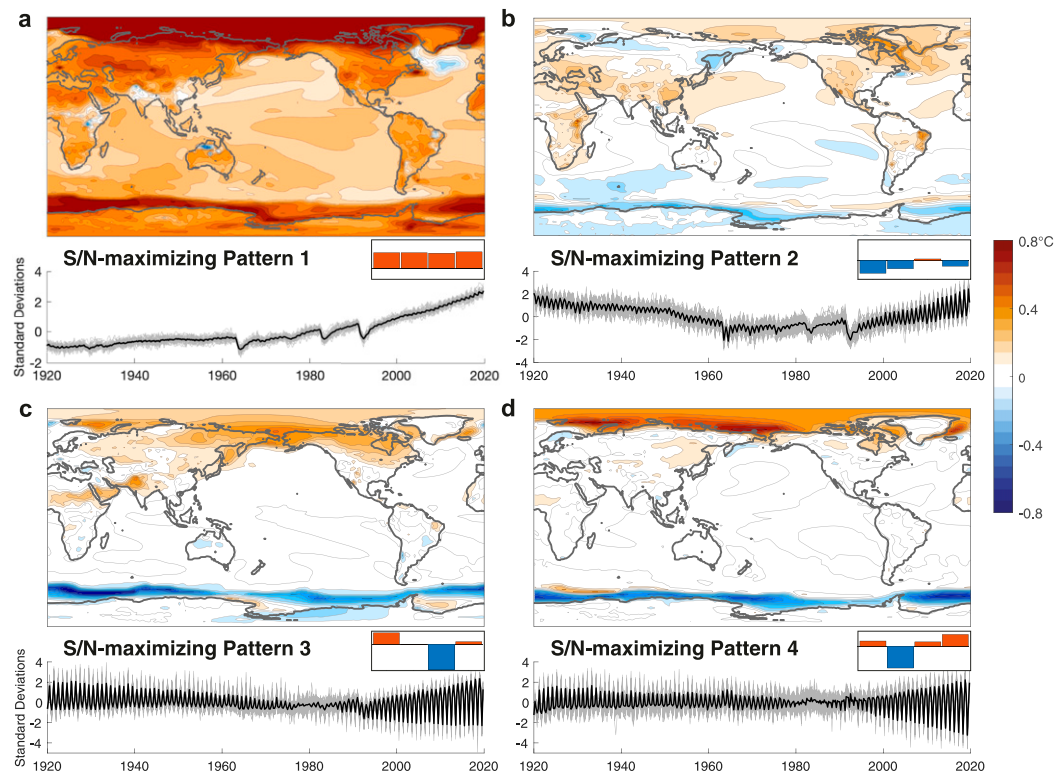 a
b
S/N-maximizing Pattern 1
S/N-maximizing Pattern 2
0.8°C
0.4
0
-0.4
-0.8
Standard Deviations
4
2
0
-2
1920 1940 1960 1980 2000 2020
4
2
0
-2
-4
1920 1940 1960 1980 2000 2020
c
d
S/N-maximizing Pattern 3
S/N-maximizing Pattern 4
Standard Deviations
4
2
0
-2
-4
1920 1940 1960 1980 2000 2020
4
2
0
-2
-4
1920 1940 1960 1980 2000 2020